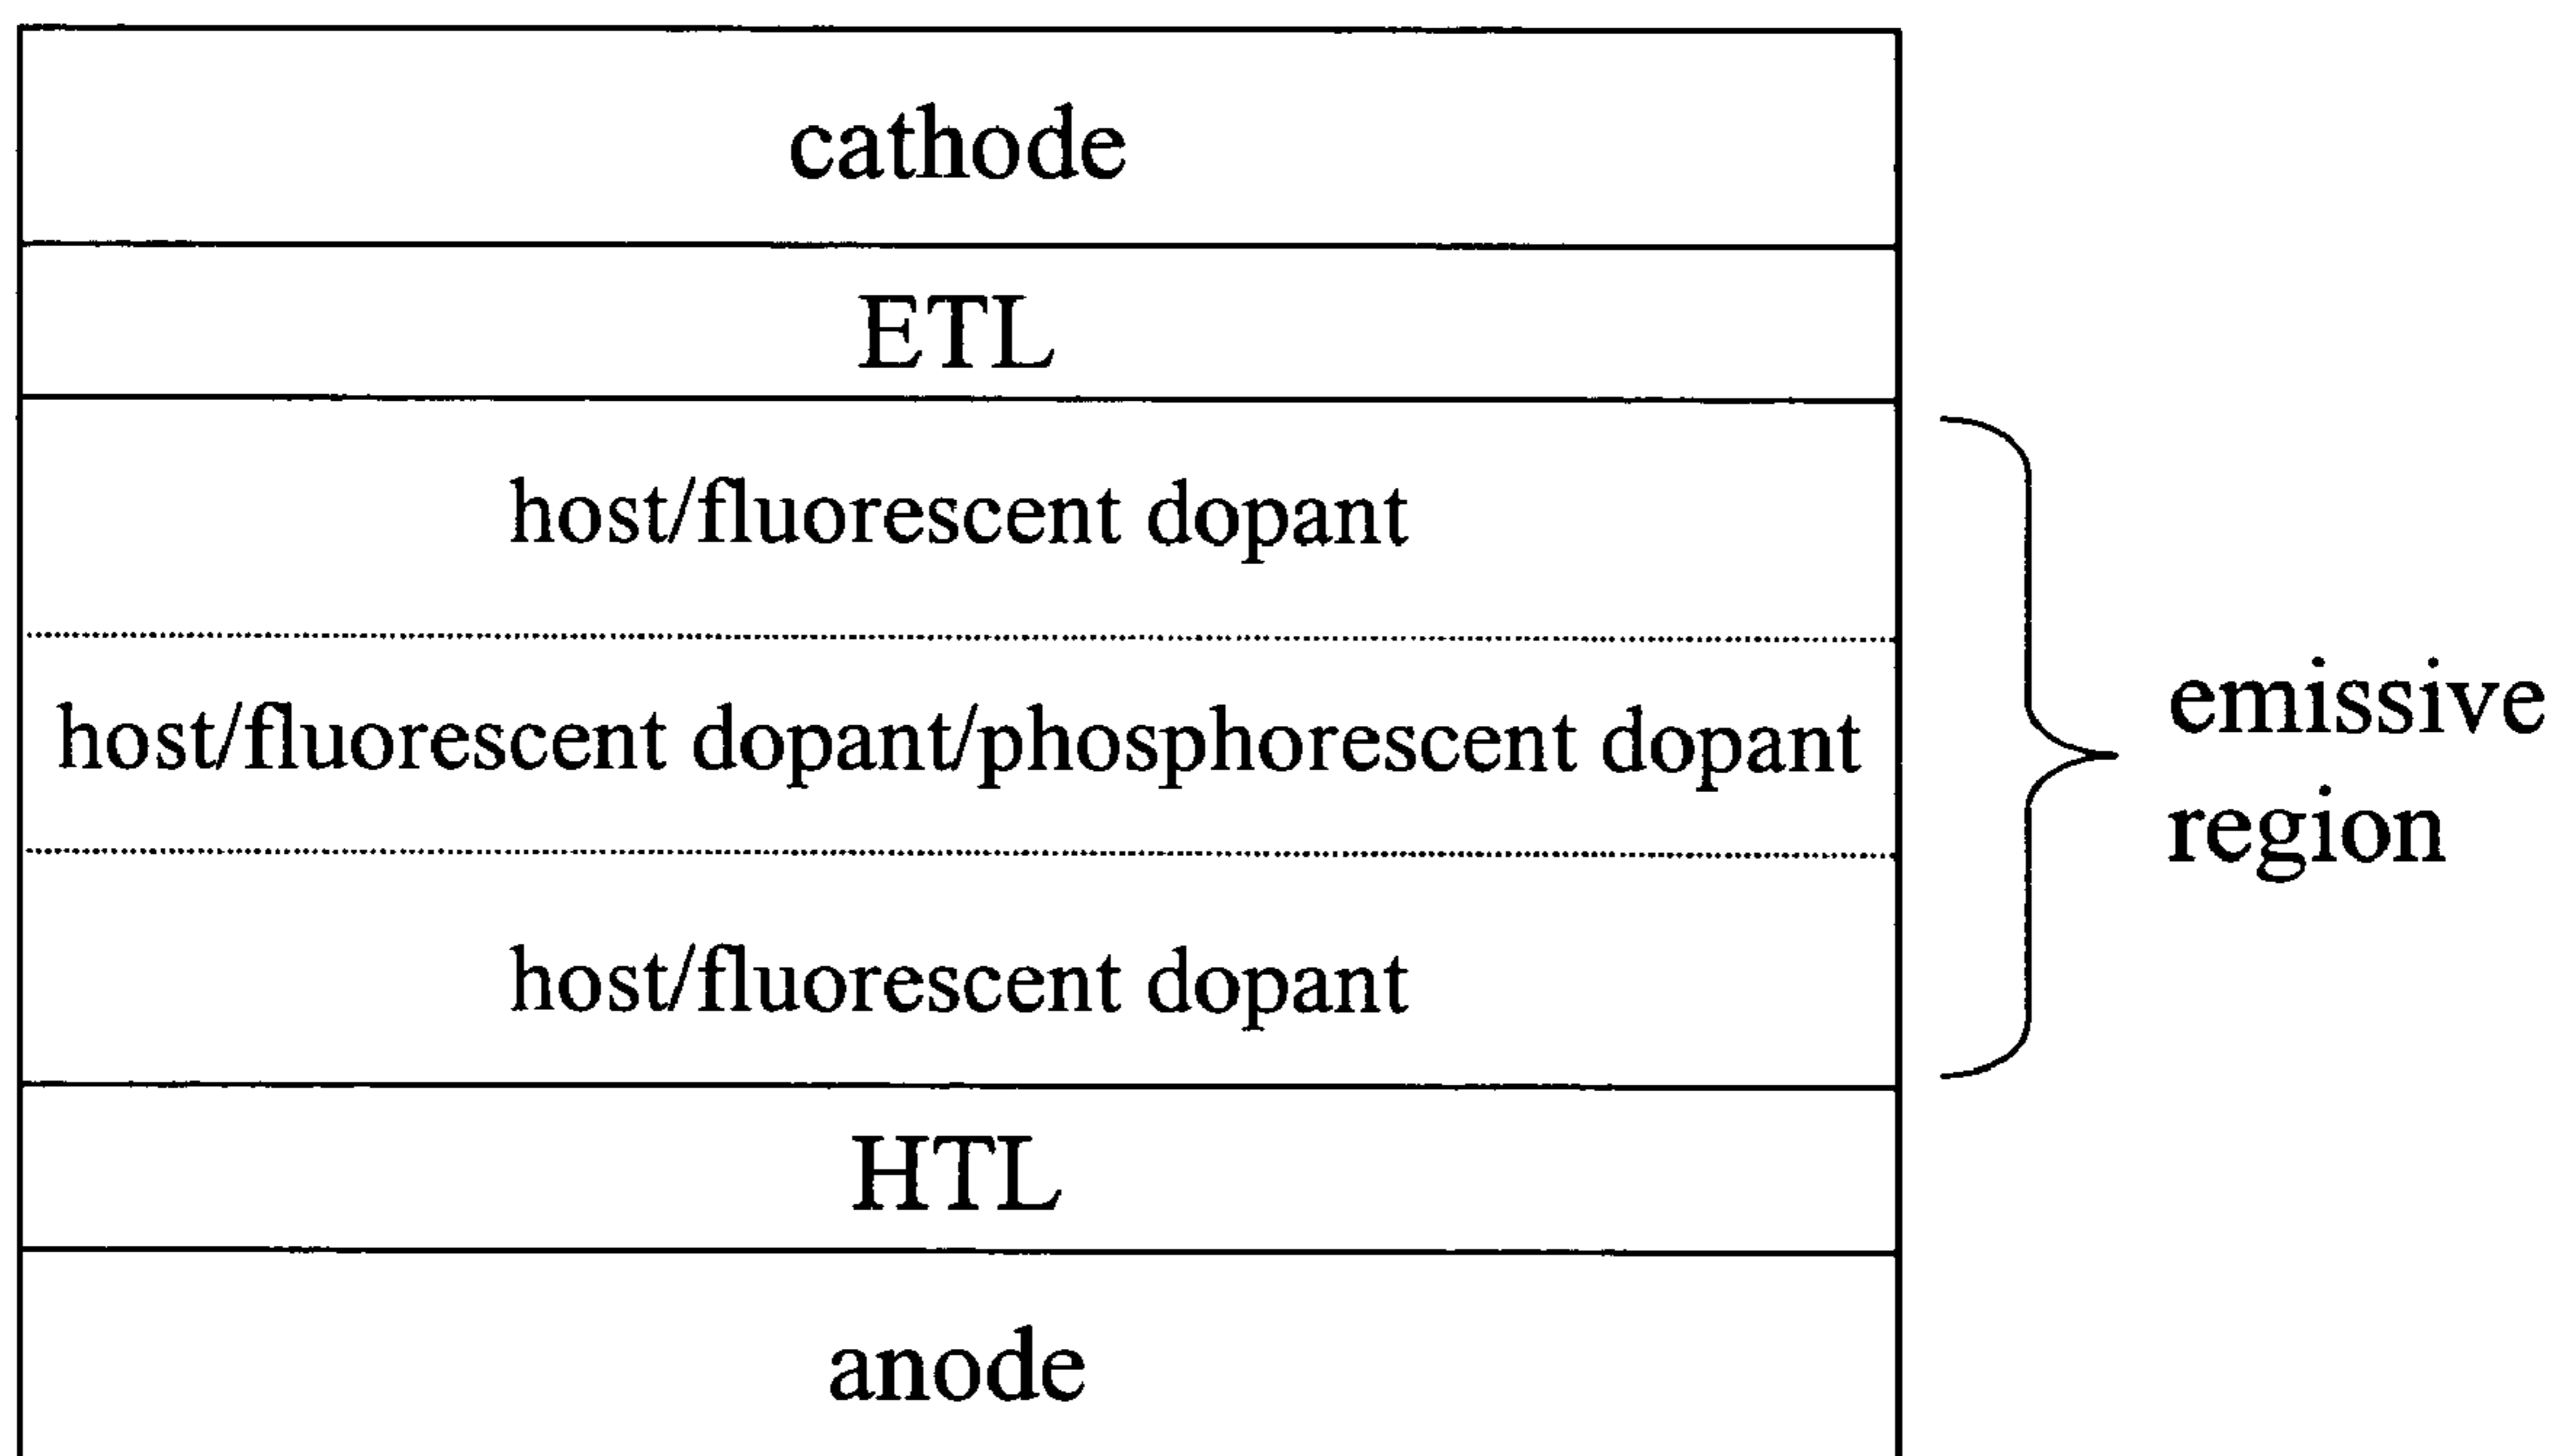 cathode
ETL
host/fluorescent dopant
host/fluorescent dopant/phosphorescent dopant
host/fluorescent dopant
HTL
anode
emissive
region